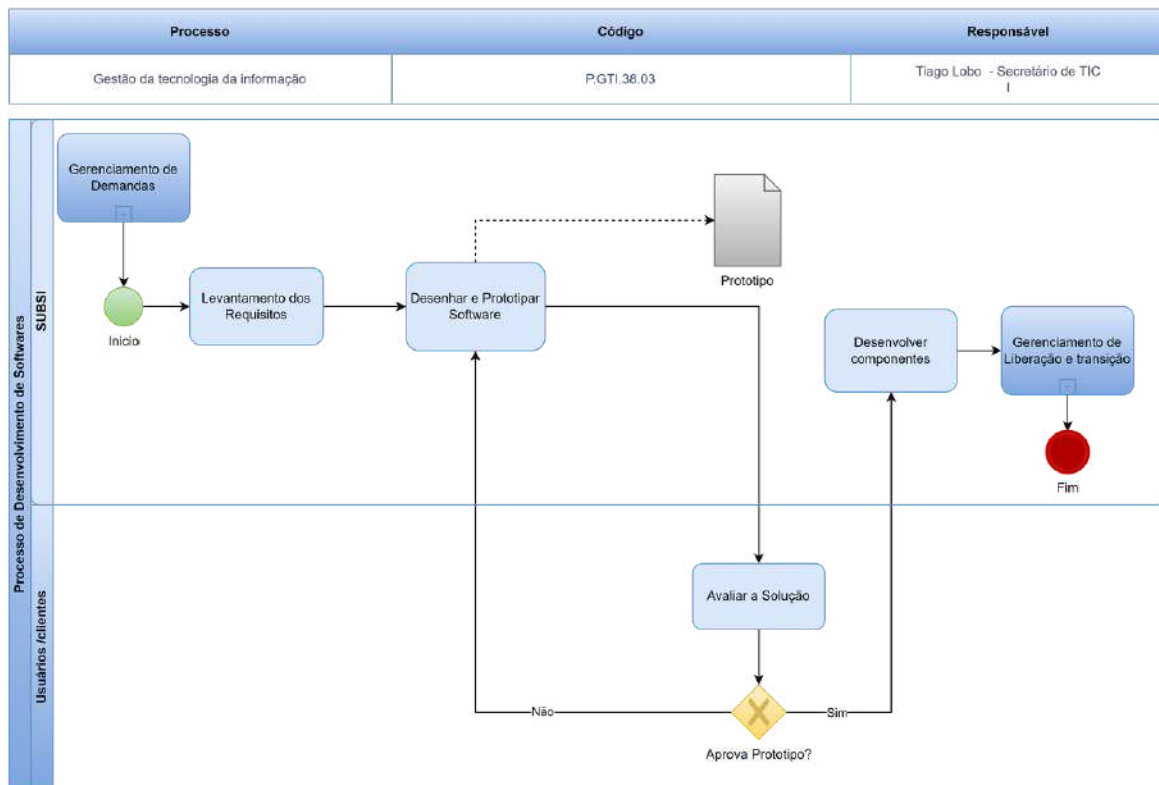 Processo
Código
Responsável
Gestão da tecnologia da informação
P.GTI.38.03
Tiago Lobo - Secretário de TIC
I
Processo de Desenvolvimento de Softwares
SUBSI
Gerenciamento de
Demandas
Inicio
Levantamento dos
Requisitos
Desenhar e Prototipar
Software
Prototipo
Desenvolver
componentes
Gerenciamento de
Liberação e transição
Fim
Usuários /clientes
Avaliar a Solução
Não
Sim
Aprova Prototipo?